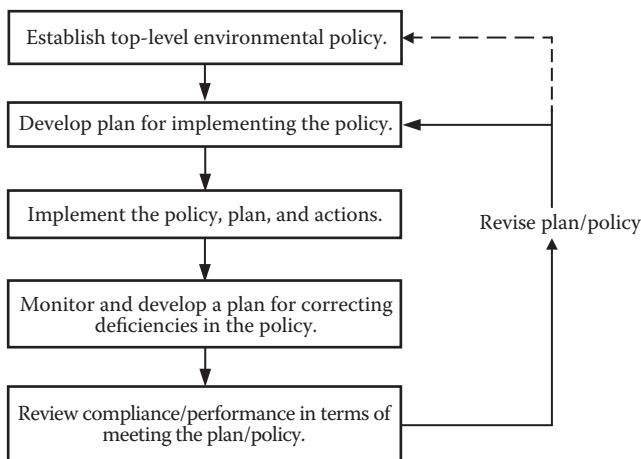 Establish top-level environmental policy.
Develop plan for implementing the policy.
Implement the policy, plan, and actions.
Revise plan/policy
Monitor and develop a plan for correcting
deficiencies in the policy.
Review compliance/performance in terms of
meeting the plan/policy.